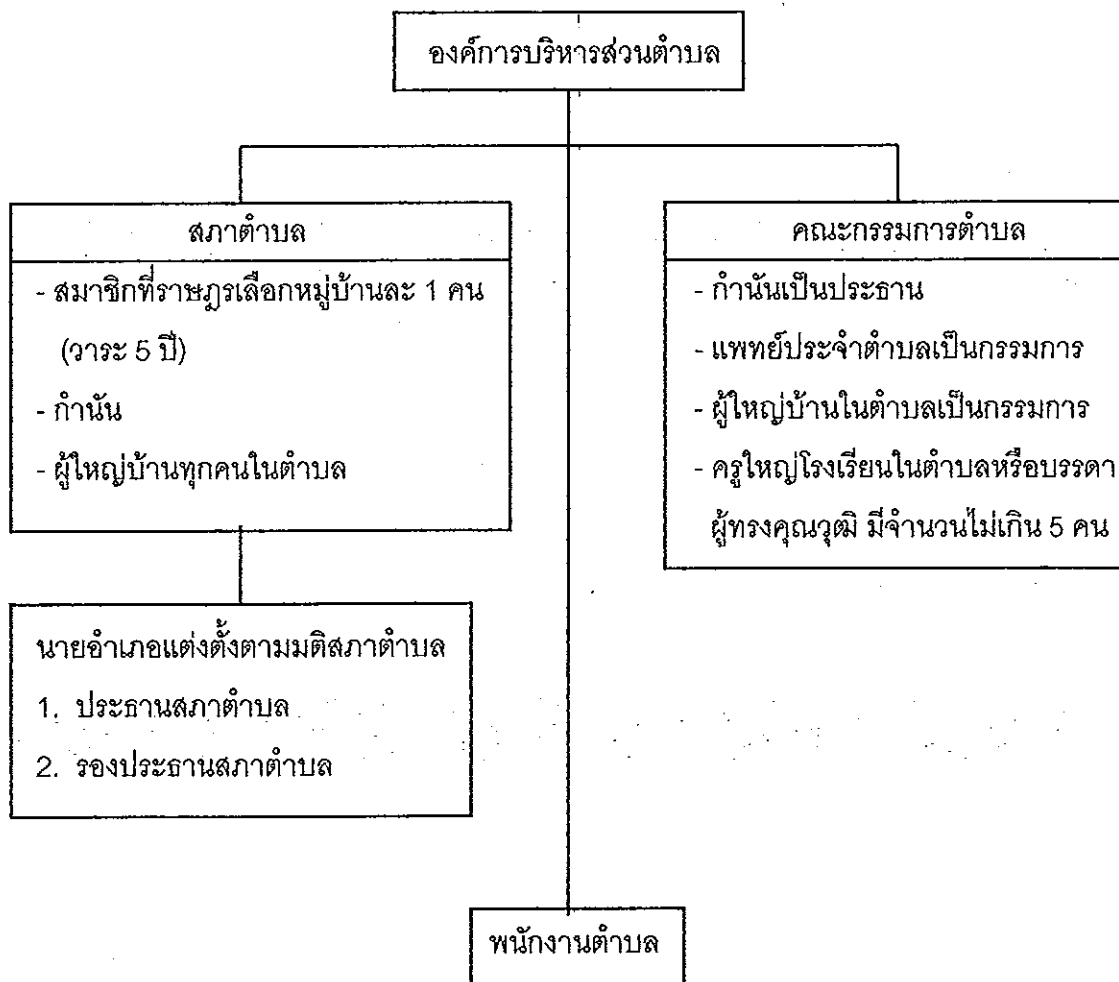 องค์การบริหารส่วนตำบล
สภาตำบล
- สมาชิกที่ราษฎรเลือกหมู่บ้านละ 1 คน
(วาระ 5 ปี)
- กำนัน
- ผู้ใหญ่บ้านทุกคนในตำบล
นายอำเภอแต่งตั้งตามมติสภาตำบล
1. ประธานสภาตำบล
2. รองประธานสภาตำบล
คณะกรรมการตำบล
- กำนันเป็นประธาน
- แพทย์ประจำตำบลเป็นกรรมการ
- ผู้ใหญ่บ้านในตำบลเป็นกรรมการ
- ครูใหญ่โรงเรียนในตำบลหรือบรรดา
ผู้ทรงคุณวุฒิ มีจำนวนไม่เกิน 5 คน
พนักงานตำบล